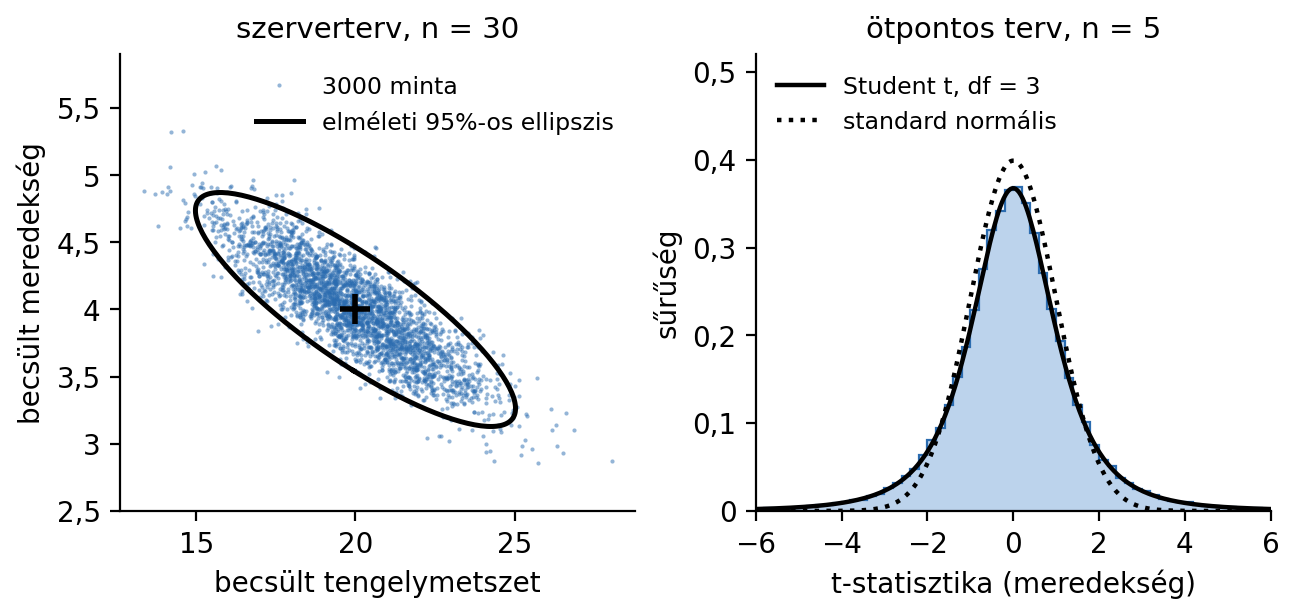 szerverterv, n = 30
3000 minta
elméleti 95%-os ellipszis
5,5
5
4,5
4
3,5
3
2,5
becsült meredekség
15
20
25
becsült tengelymetszet
ötpontos terv, n = 5
Student t, df = 3
standard normális
0,5
0,4
0,3
0,2
0,1
0
sűrűség
−6
−4
−2
0
2
4
6
t-statisztika (meredekség)